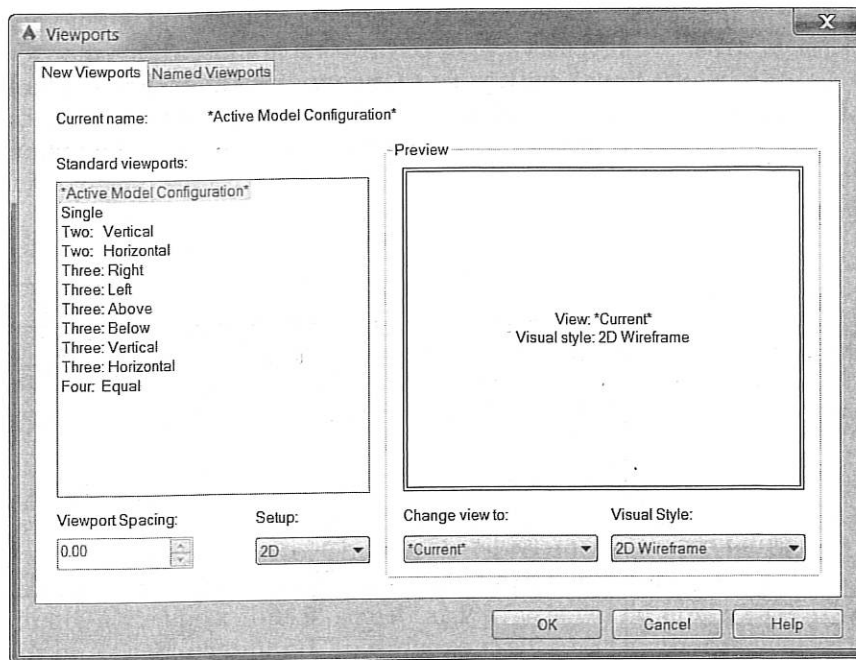 Viewports
New Viewports Named Viewports
Current name: *Active Model Configuration*
Standard viewports:
*Active Model Configuration*
Single
Two: Vertical
Two: Horizontal
Three: Right
Three: Left
Three: Above
Three: Below
Three: Vertical
Three: Horizontal
Four: Equal
Preview
View: *Current*
Visual style: 2D Wireframe
Viewport Spacing: Setup: Change view to: Visual Style:
0.00 2D *Current* 2D Wireframe
OK Cancel Help